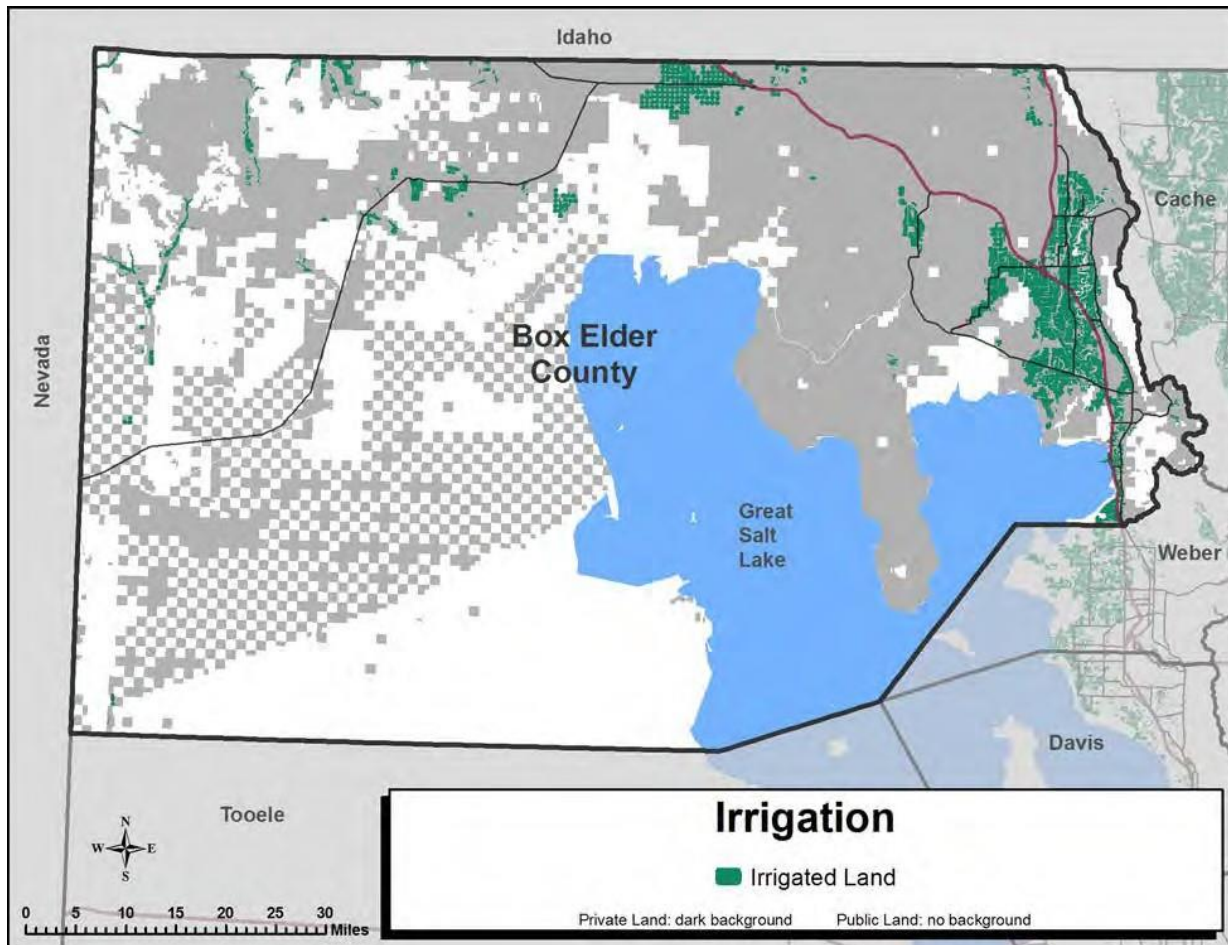 Idaho
Cache
Nevada
Box Elder
County
Great
Salt
Lake
Weber
Davis
Tooele
N
W E
S
0 5 10 15 20 25 30
Miles
Irrigation
Irrigated Land
Private Land: dark background Public Land: no background